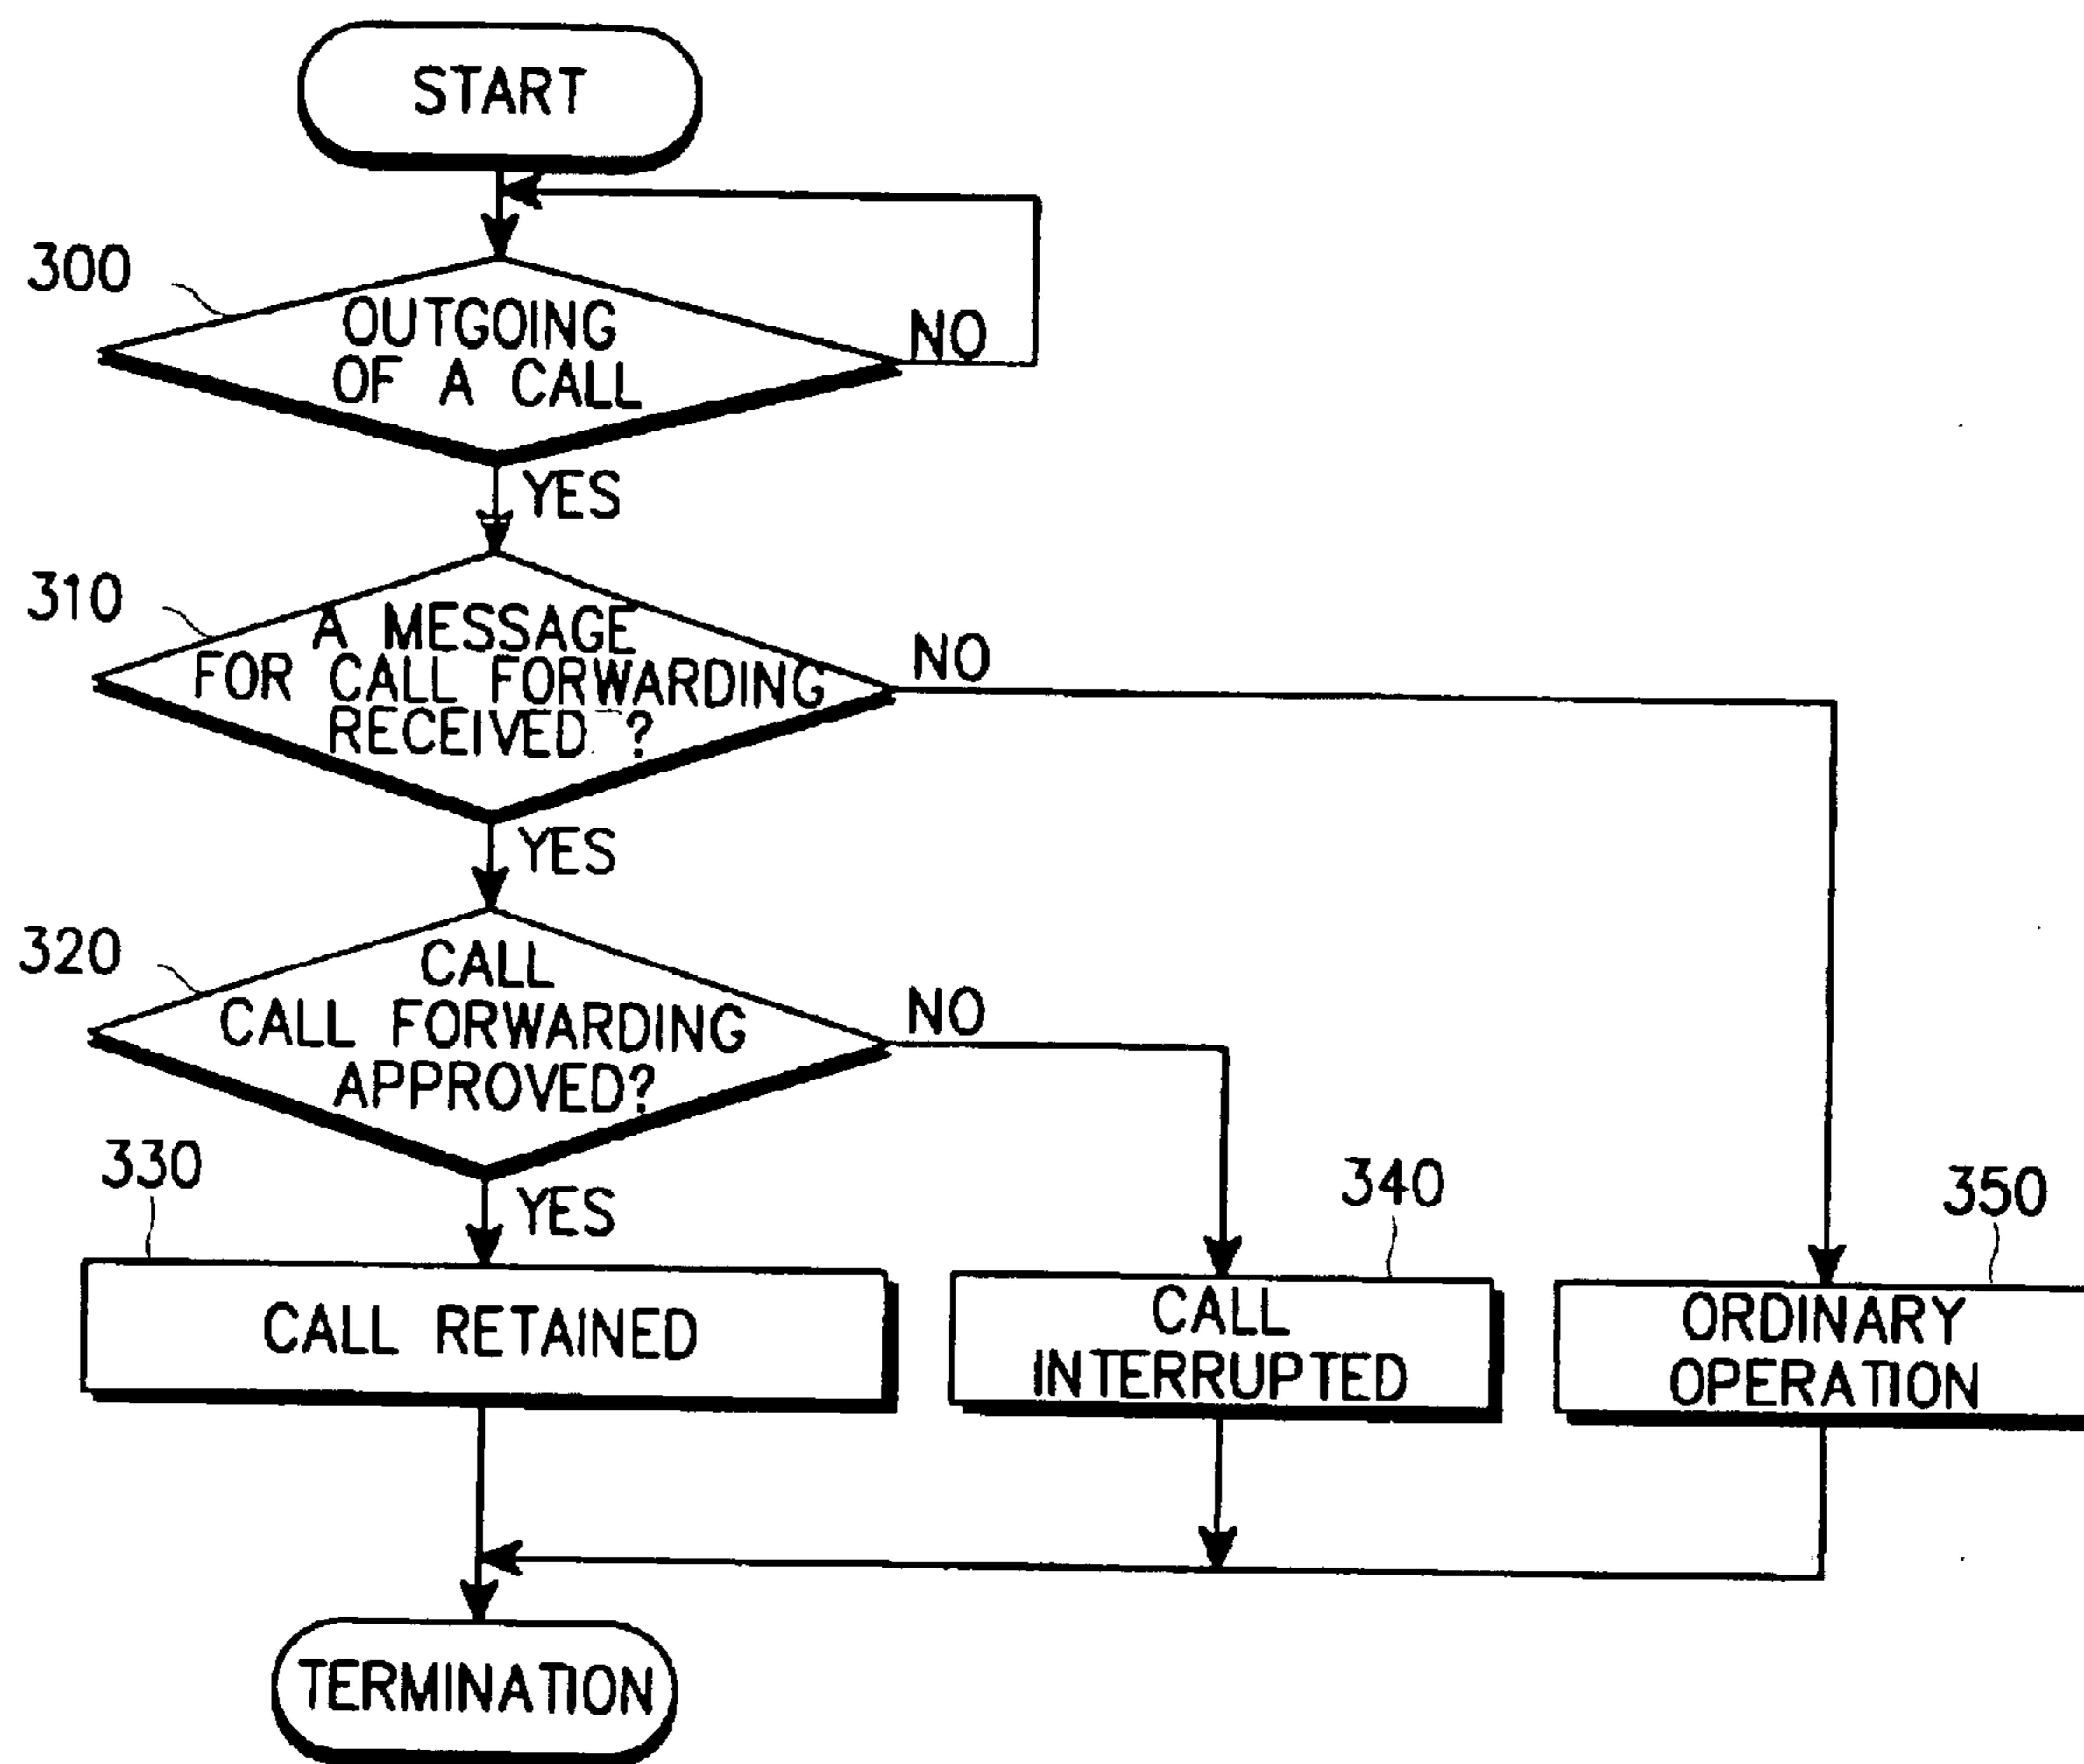 START
300
OUTGOING
OF A CALL
NO
YES
310
A MESSAGE
FOR CALL FORWARDING
RECEIVED ?
NO
YES
320
CALL
CALL FORWARDING
APPROVED?
NO
YES
330
CALL RETAINED
340
CALL
INTERRUPTED
350
ORDINARY
OPERATION
TERMINATION